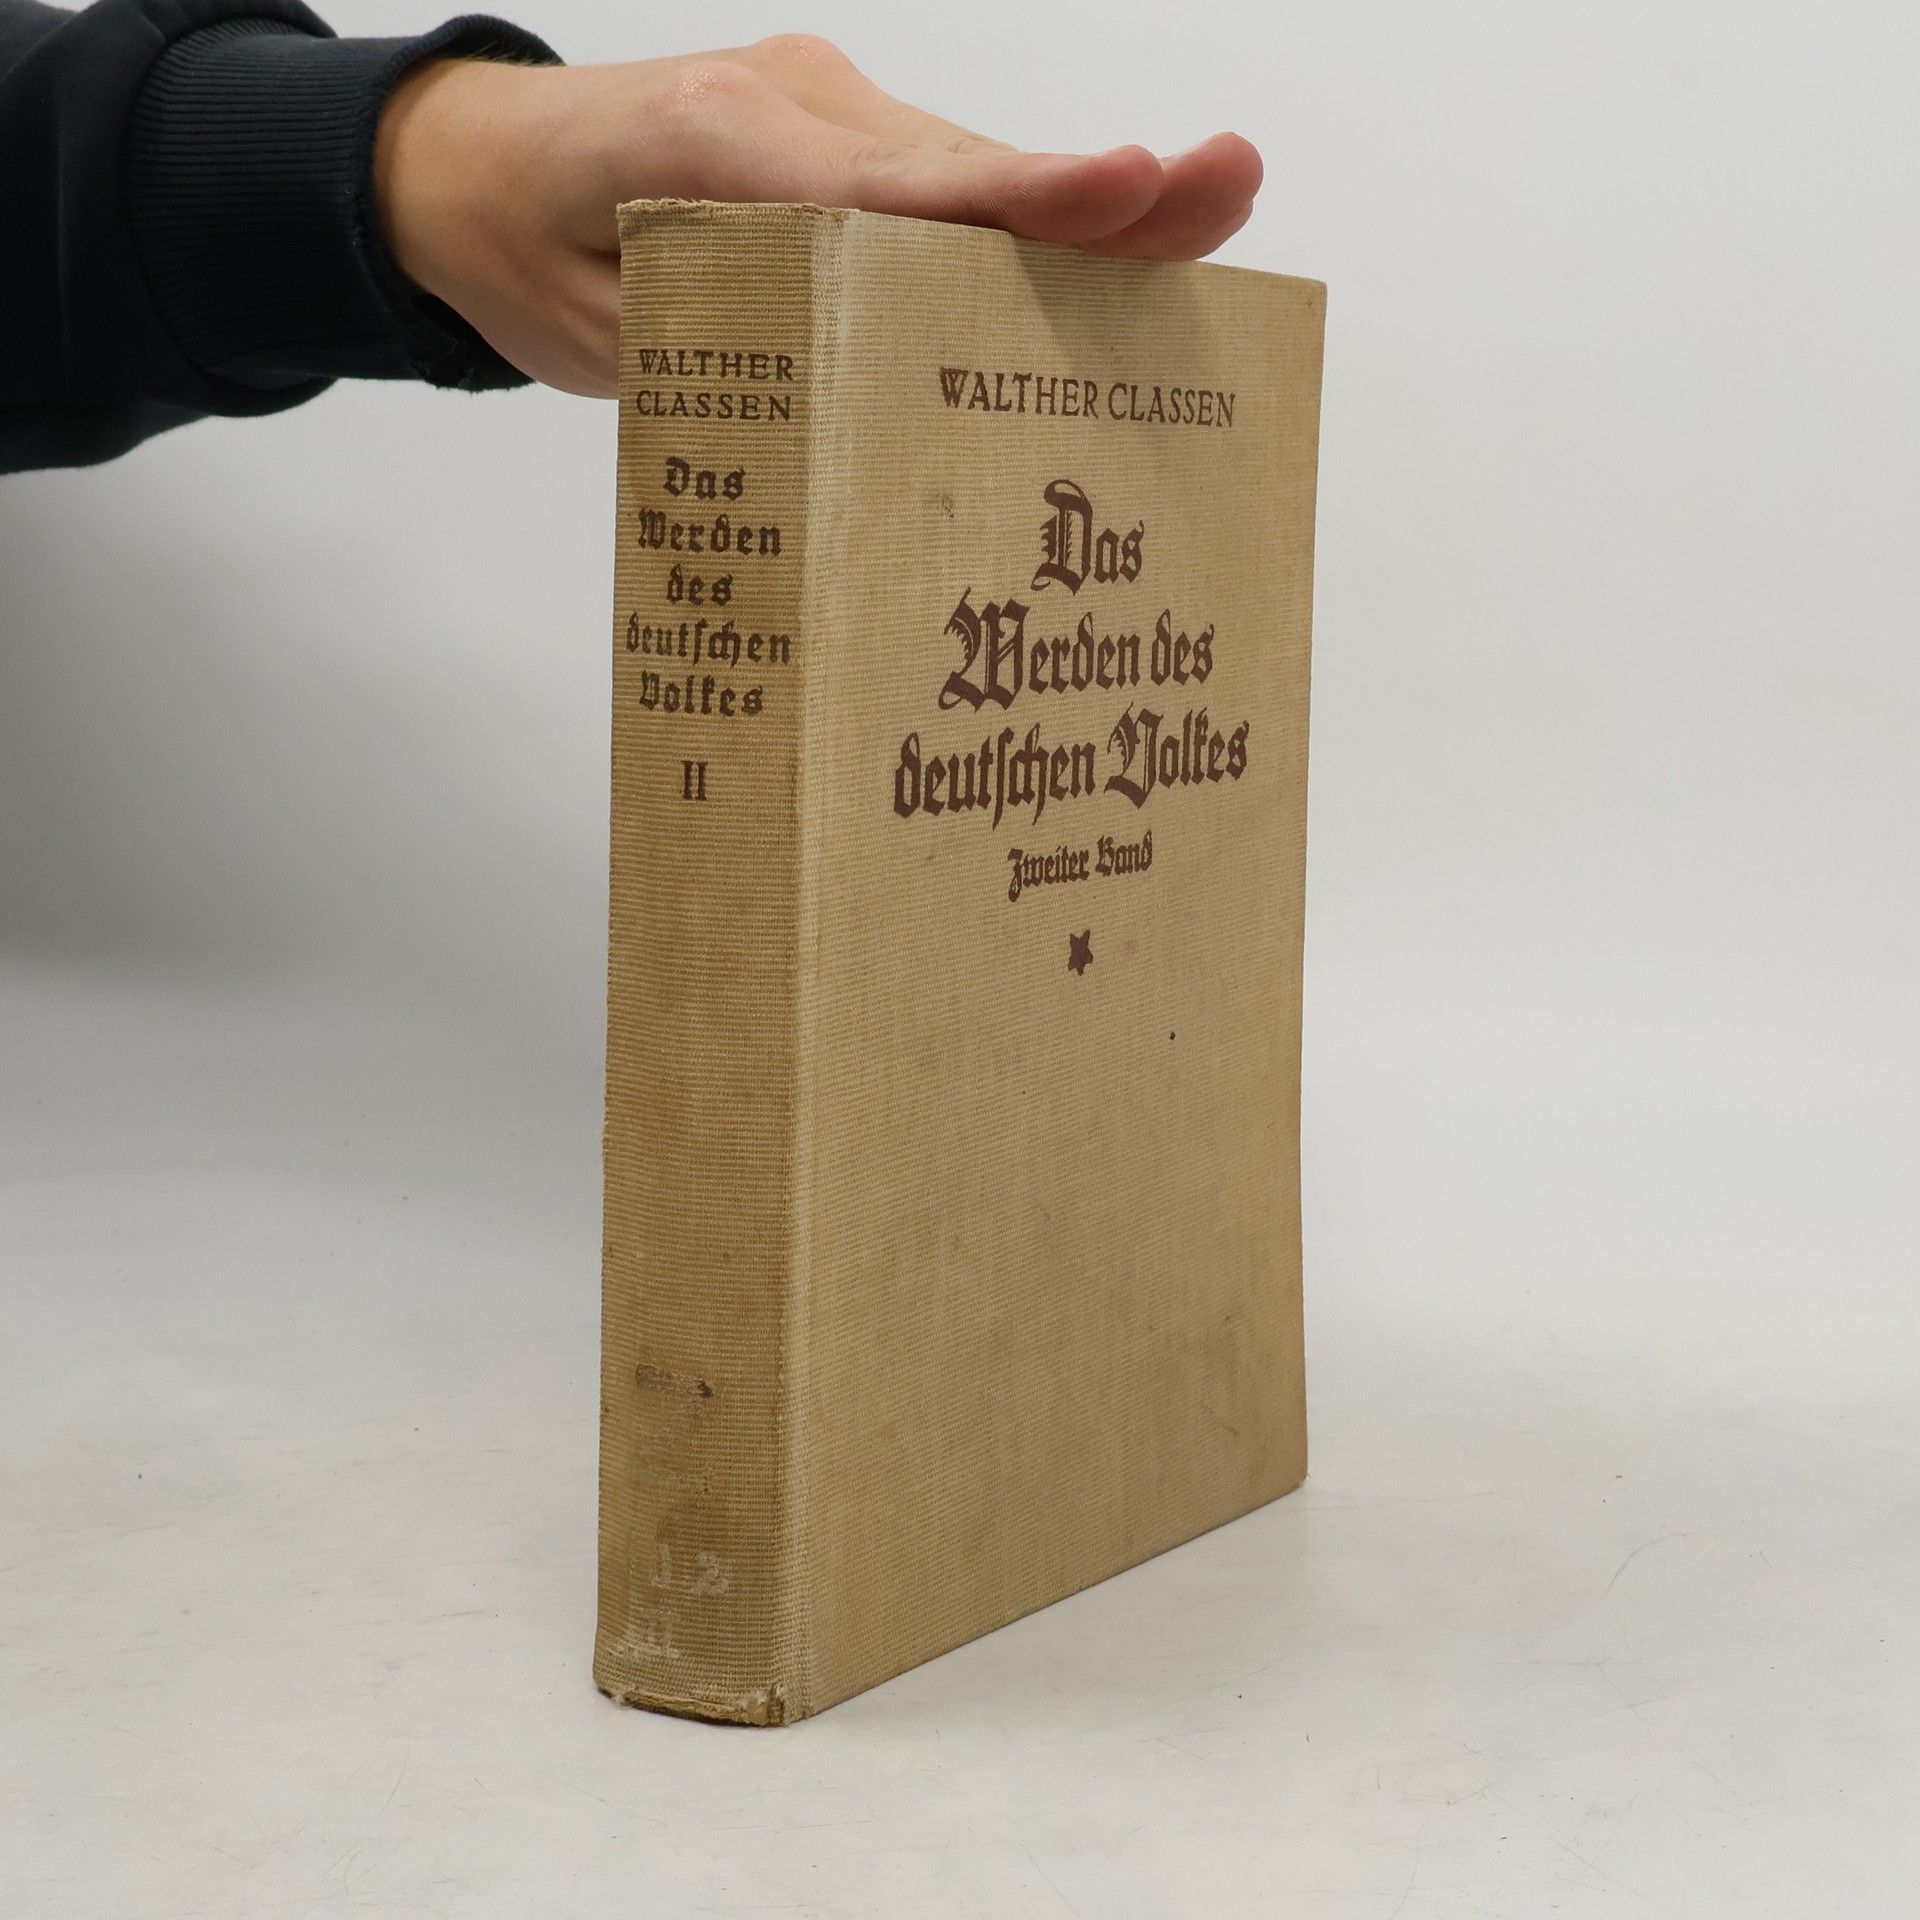 WALTHER
CLASSEN
Das
Werden
des
deutſchen
Volkes
II
WALTHER CLASSEN
Das
Werden des
deutſchen Volkes
Zweiter Band